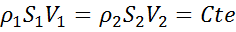 ρ₁S₁V₁ = ρ₂S₂V₂ = Cte